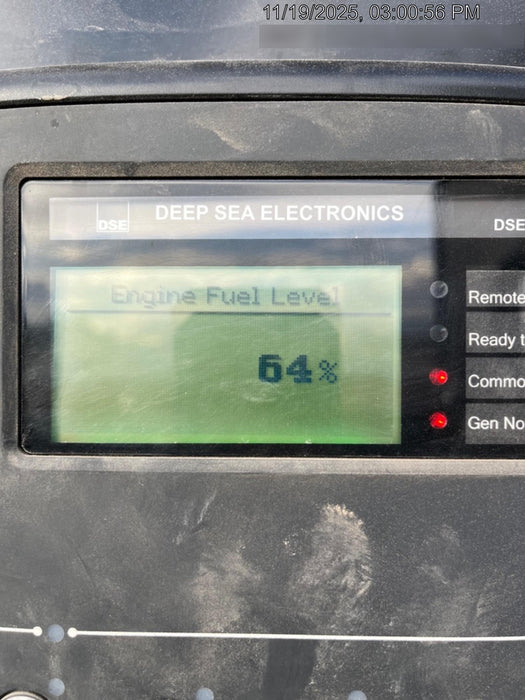 11/19/2025, 03:00:56 PM
DSE
DEEP SEA ELECTRONICS
DSE
Engine Fuel Level
64%
Remote
Ready t
Commo
Gen No